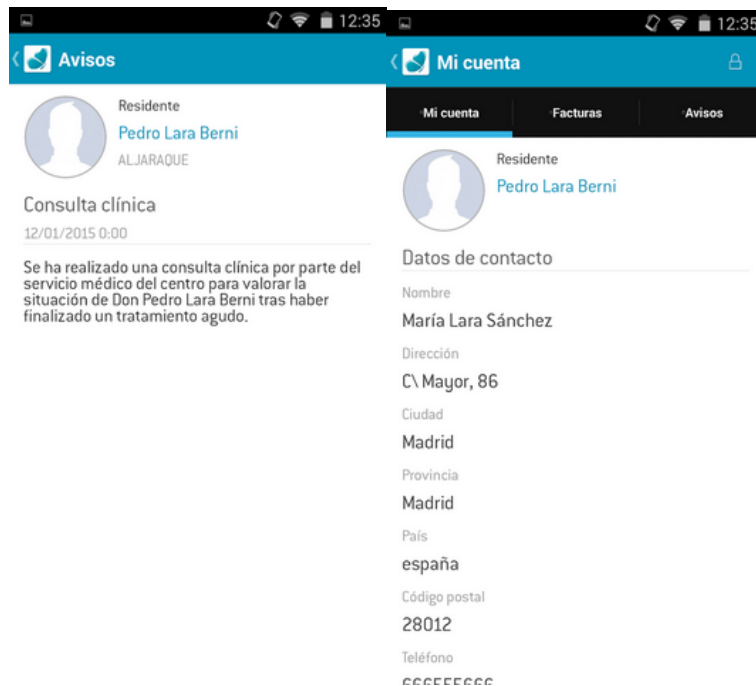 12:35
Avisos
Residente
Pedro Lara Berni
ALJARAQUE
Consulta clínica
12/01/2015 0:00
Se ha realizado una consulta clínica por parte del
servicio médico del centro para valorar la
situación de Don Pedro Lara Berni tras haber
finalizado un tratamiento agudo.
12:35
Mi cuenta
Mi cuenta Facturas Avisos
Residente
Pedro Lara Berni
Datos de contacto
Nombre
María Lara Sánchez
Dirección
C\ Mayor, 86
Ciudad
Madrid
Provincia
Madrid
País
españa
Código postal
28012
Teléfono
666555666